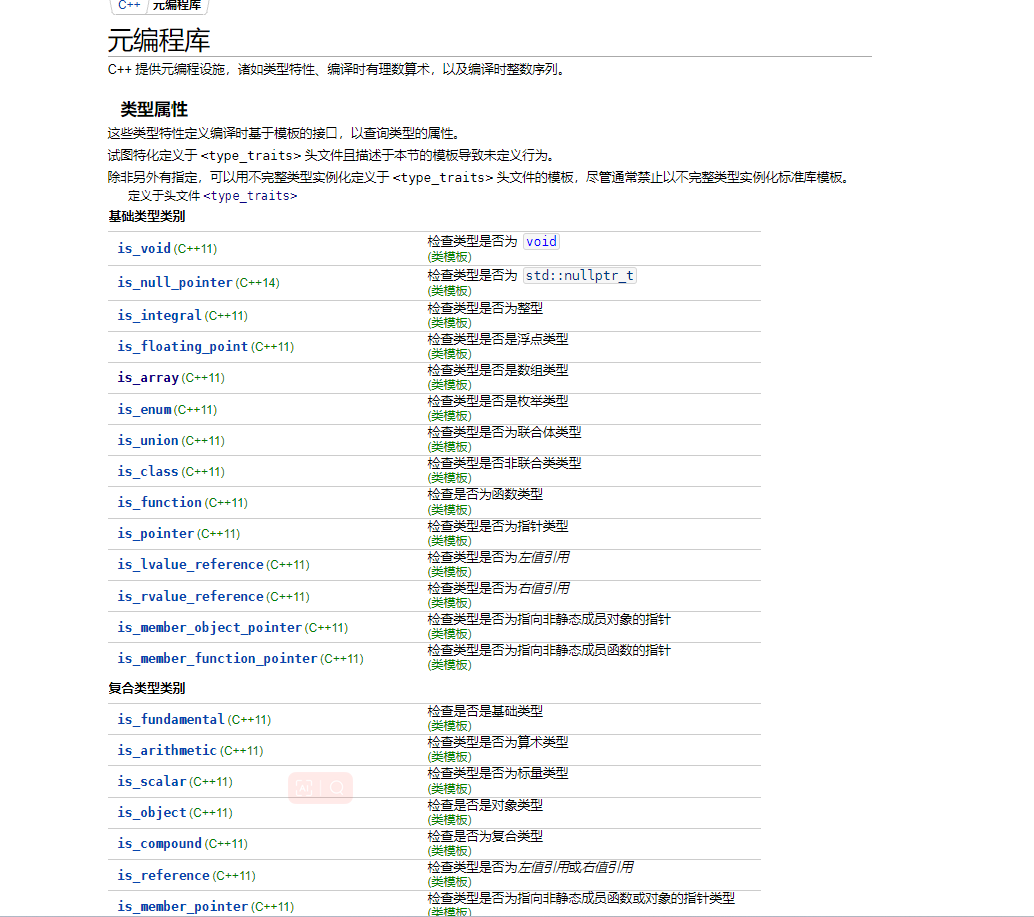 C++ 元编程库
元编程库
C++ 提供元编程设施，诸如类型特性、编译时有理数算术，以及编译时整数序列。
类型属性
这些类型特性定义编译时基于模板的接口，以查询类型的属性。
试图特化定义于 <type_traits> 头文件且描述于本节的模板导致未定义行为。
除非另外有指定，可以用不完整类型实例化定义于 <type_traits> 头文件的模板，尽管通常禁止以不完整类型实例化标准库模板。
定义于头文件 <type_traits>
基础类型类别
is_void (C++11) 检查类型是否为 void
(类模板)
is_null_pointer (C++14) 检查类型是否为 std::nullptr_t
(类模板)
is_integral (C++11) 检查类型是否为整型
(类模板)
is_floating_point (C++11) 检查类型是否是浮点类型
(类模板)
is_array (C++11) 检查类型是否是数组类型
(类模板)
is_enum (C++11) 检查类型是否是枚举类型
(类模板)
is_union (C++11) 检查类型是否为联合体类型
(类模板)
is_class (C++11) 检查类型是否非联合类类型
(类模板)
is_function (C++11) 检查是否为函数类型
(类模板)
is_pointer (C++11) 检查类型是否为指针类型
(类模板)
is_lvalue_reference (C++11) 检查类型是否为左值引用
(类模板)
is_rvalue_reference (C++11) 检查类型是否为右值引用
(类模板)
is_member_object_pointer (C++11) 检查类型是否为指向非静态成员对象的指针
(类模板)
is_member_function_pointer (C++11) 检查类型是否为指向非静态成员函数的指针
(类模板)
复合类型类别
is_fundamental (C++11) 检查是否是基础类型
(类模板)
is_arithmetic (C++11) 检查类型是否为算术类型
(类模板)
is_scalar (C++11) 检查类型是否为标量类型
(类模板)
AI
is_object (C++11) 检查是否是对象类型
(类模板)
is_compound (C++11) 检查是否为复合类型
(类模板)
is_reference (C++11) 检查类型是否为左值引用或右值引用
(类模板)
is_member_pointer (C++11) 检查类型是否为指向非静态成员函数或对象的指针类型
(类模板)